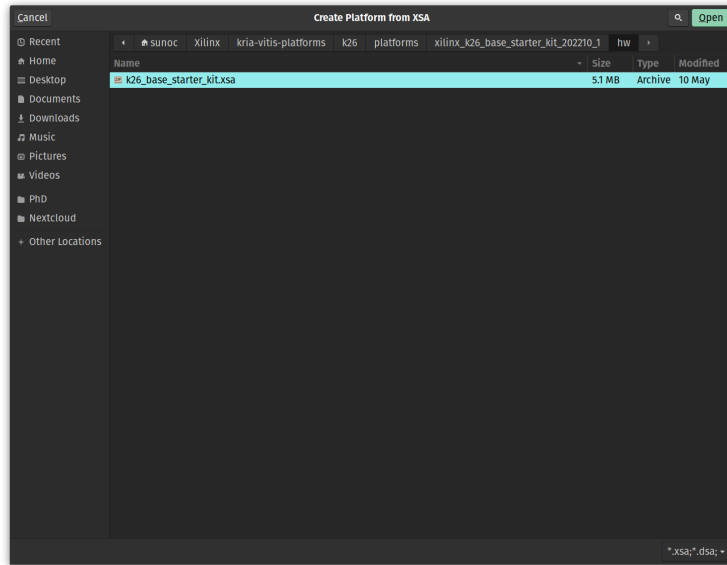 Cancel Create Platform from XSA Open
Recent
Home
Desktop
Documents
Downloads
Music
Pictures
Videos
PhD
Nextcloud
Other Locations
sunoc Xilinx kria-vitis-platforms k26 platforms xilinx_k26_base_starter_kit_202210_1 hw
Name Size Type Modified
k26_base_starter_kit.xsa 5.1 MB Archive 10 May
*.xsa;*.dsa;